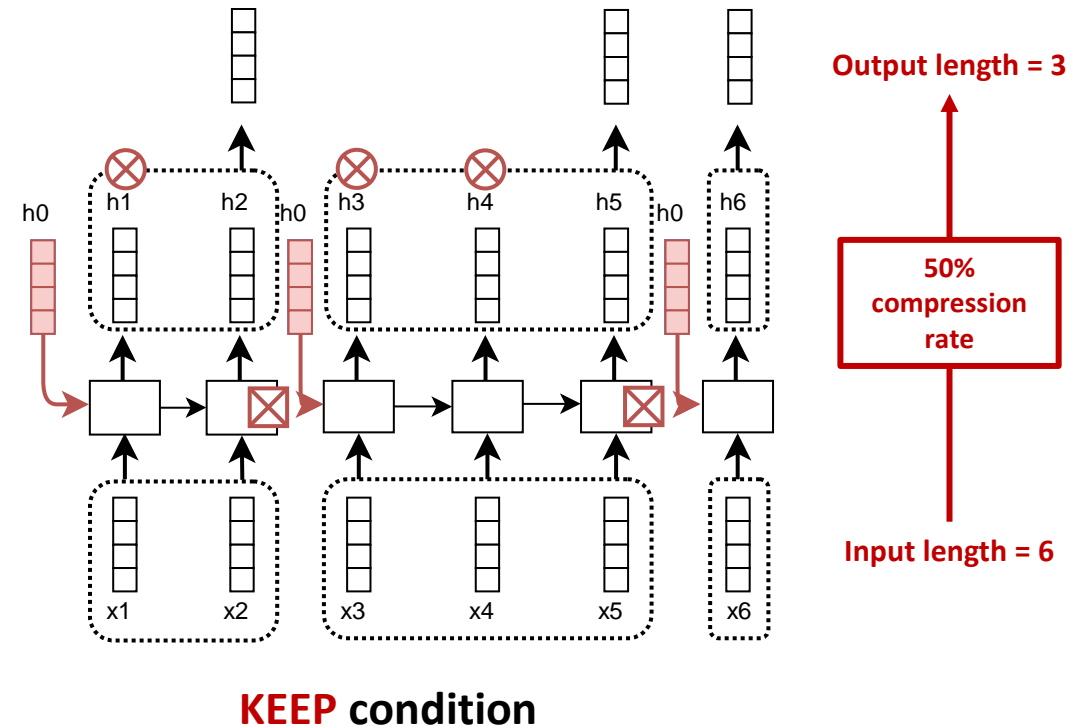 Output length = 3
h1 h2 h3 h4 h5 h6
h0 h0 h0
50%
compression
rate
Input length = 6
x1 x2 x3 x4 x5 x6
KEEP condition